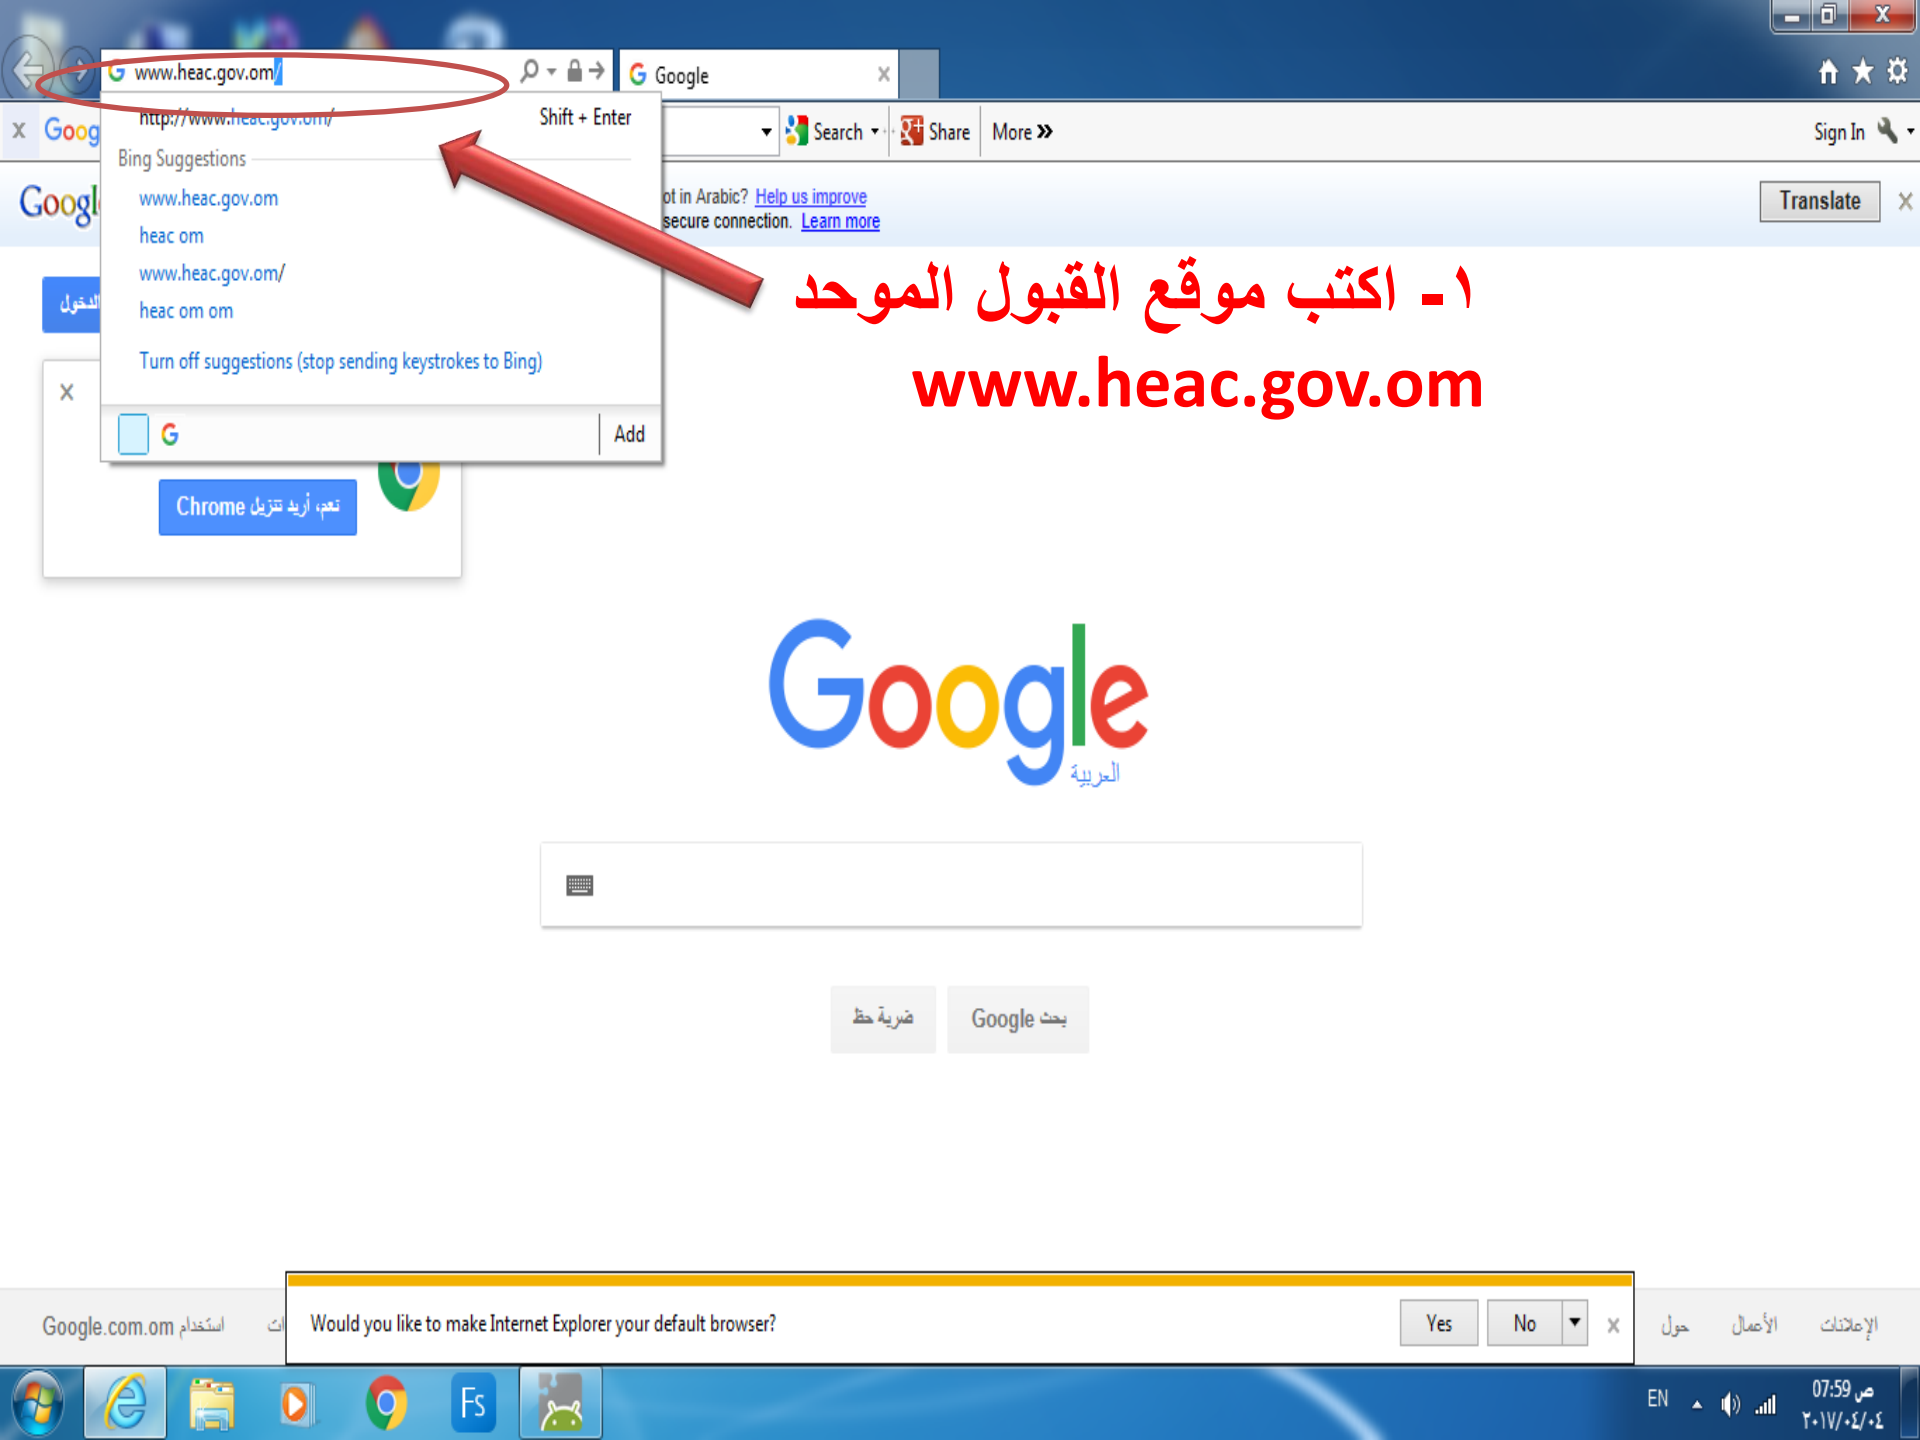 www.heac.gov.om/
Google
http://www.heac.gov.om/ Shift + Enter
Bing Suggestions
www.heac.gov.om
heac om
www.heac.gov.om/
heac om om
Turn off suggestions (stop sending keystrokes to Bing)
Add
x Goog
Search
Share
More »
Sign In
Googl
ot in Arabic? Help us improve
secure connection. Learn more
Translate
الدخول
١- اكتب موقع القبول الموحد
www.heac.gov.om
نعم، أريد تنزيل Chrome
Google
العربية
بحث Google
ضربة حظ
Would you like to make Internet Explorer your default browser?
Yes
No
الإعلانات
الأعمال
حول
استخدام Google.com.om
Fs
EN
07:59 ص
٢٠١٧/٠٤/٠٤